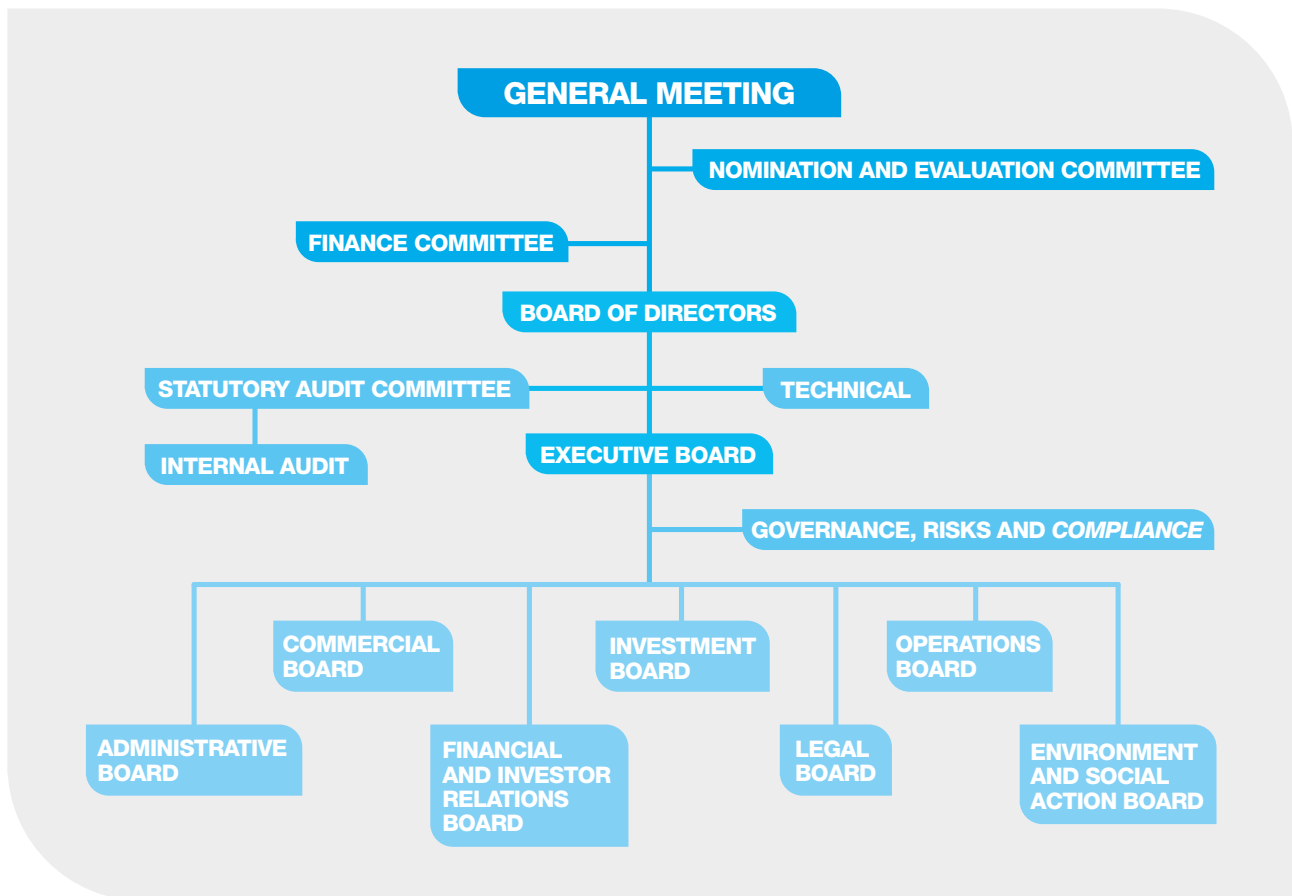 GENERAL MEETING
NOMINATION AND EVALUATION COMMITTEE
FINANCE COMMITTEE
BOARD OF DIRECTORS
STATUTORY AUDIT COMMITTEE
TECHNICAL
INTERNAL AUDIT
EXECUTIVE BOARD
GOVERNANCE, RISKS AND COMPLIANCE
COMMERCIAL
BOARD
INVESTMENT
BOARD
OPERATIONS
BOARD
ADMINISTRATIVE
BOARD
FINANCIAL
AND INVESTOR
RELATIONS
BOARD
LEGAL
BOARD
ENVIRONMENT
AND SOCIAL
ACTION BOARD